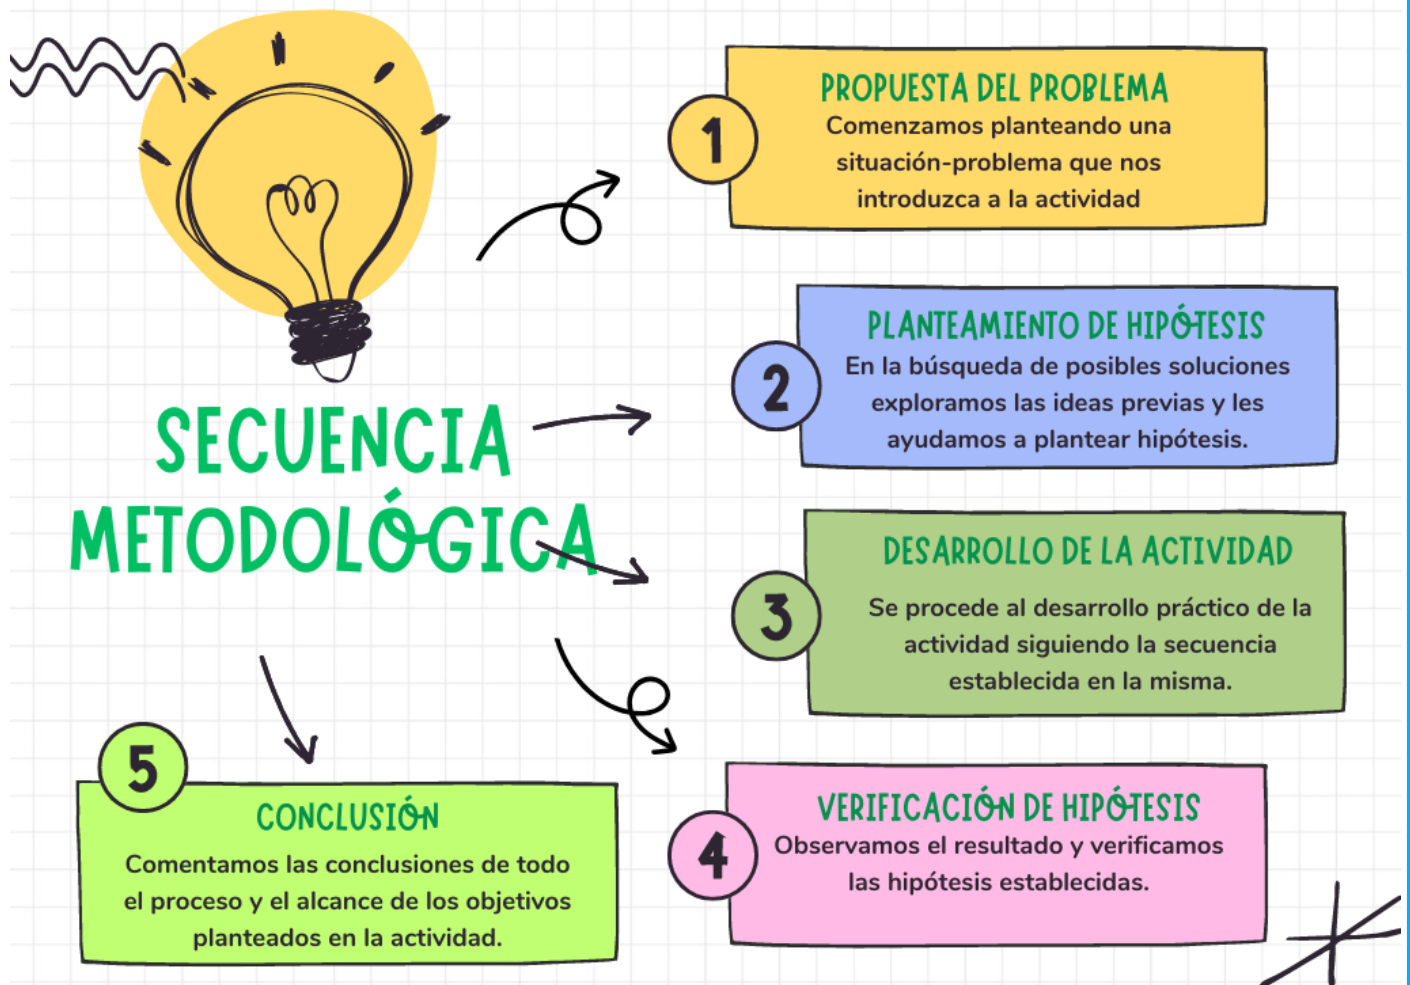 SECUENCIA
METODOLÓGICA
1
PROPUESTA DEL PROBLEMA
Comenzamos planteando una
situación-problema que nos
introduzca a la actividad
2
PLANTEAMIENTO DE HIPÓTESIS
En la búsqueda de posibles soluciones
exploramos las ideas previas y les
ayudamos a plantear hipótesis.
3
DESARROLLO DE LA ACTIVIDAD
Se procede al desarrollo práctico de la
actividad siguiendo la secuencia
establecida en la misma.
4
VERIFICACIÓN DE HIPÓTESIS
Observamos el resultado y verificamos
las hipótesis establecidas.
5
CONCLUSIÓN
Comentamos las conclusiones de todo
el proceso y el alcance de los objetivos
planteados en la actividad.